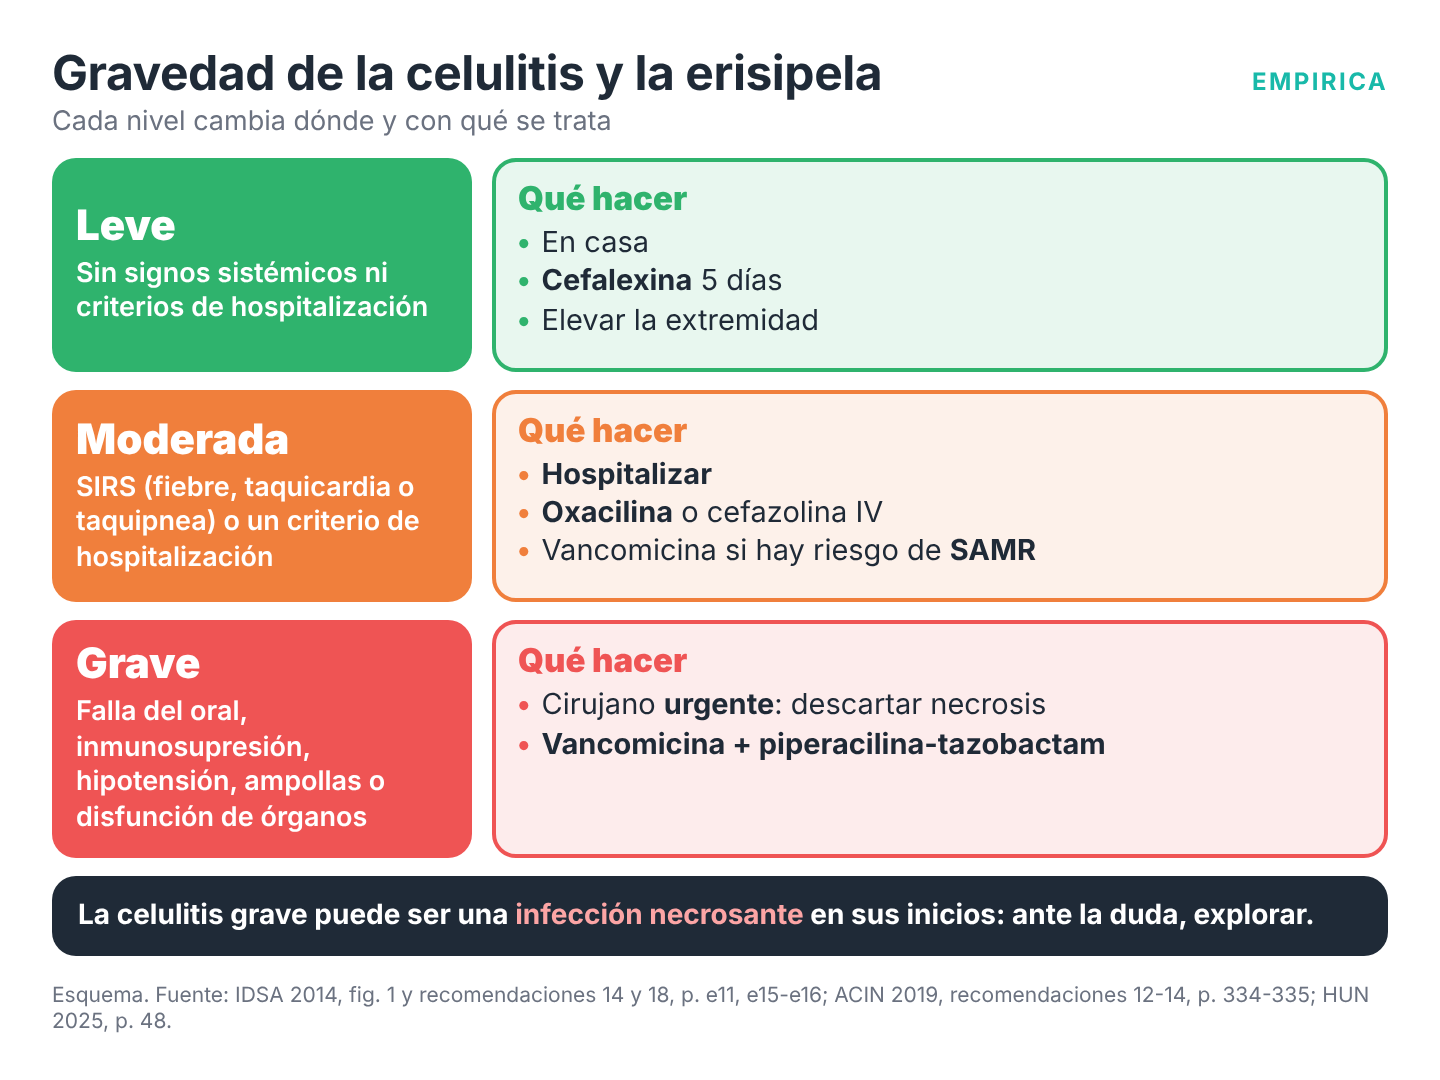 Gravedad de la celulitis y la erisipela
EMPIRICA
Cada nivel cambia dónde y con qué se trata
Leve
Sin signos sistémicos ni
criterios de hospitalización
Qué hacer
• En casa
• Cefalexina 5 días
• Elevar la extremidad
Moderada
SIRS (fiebre, taquicardia o
taquipnea) o un criterio de
hospitalización
Qué hacer
• Hospitalizar
• Oxacilina o cefazolina IV
• Vancomicina si hay riesgo de SAMR
Grave
Falla del oral,
inmunosupresión,
hipotensión, ampollas o
disfunción de órganos
Qué hacer
• Cirujano urgente: descartar necrosis
• Vancomicina + piperacilina-tazobactam
La celulitis grave puede ser una infección necrosante en sus inicios: ante la duda, explorar.
Esquema. Fuente: IDSA 2014, fig. 1 y recomendaciones 14 y 18, p. e11, e15-e16; ACIN 2019, recomendaciones 12-14, p. 334-335; HUN
2025, p. 48.